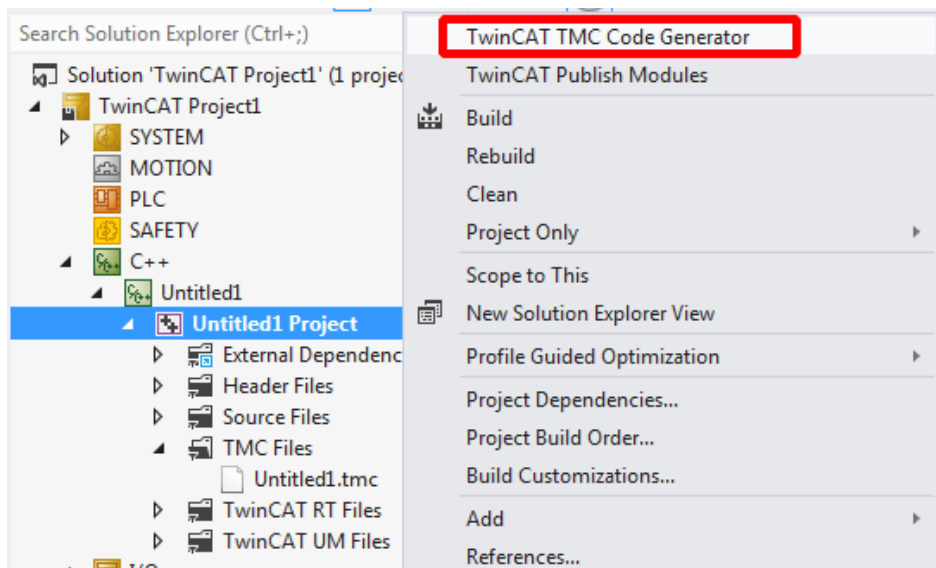 Search Solution Explorer (Ctrl+;)
Solution 'TwinCAT Project1' (1 projec
TwinCAT Project1
SYSTEM
MOTION
PLC
SAFETY
C++
Untitled1
Untitled1 Project
External Dependenc
Header Files
Source Files
TMC Files
Untitled1.tmc
TwinCAT RT Files
TwinCAT UM Files
TwinCAT TMC Code Generator
TwinCAT Publish Modules
Build
Rebuild
Clean
Project Only
Scope to This
New Solution Explorer View
Profile Guided Optimization
Project Dependencies...
Project Build Order...
Build Customizations...
Add
References...